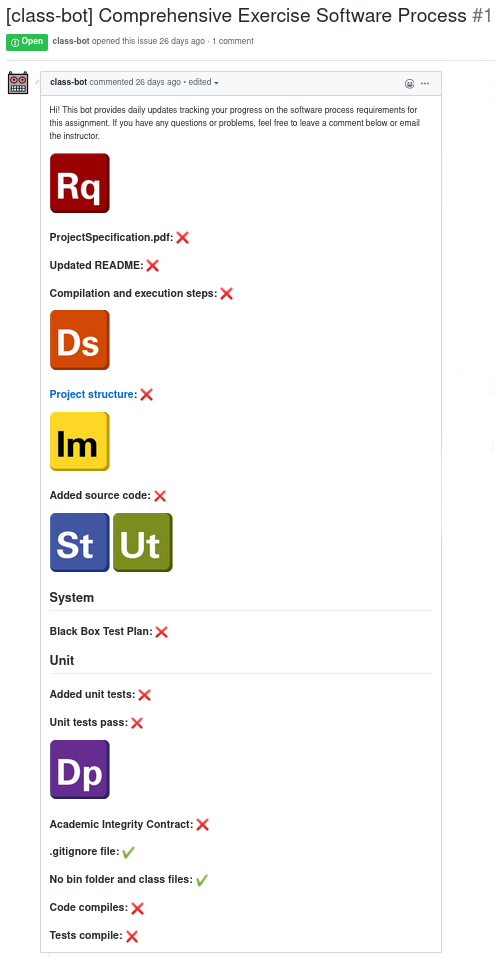 [class-bot] Comprehensive Exercise Software Process #1
Open class-bot opened this issue 26 days ago · 1 comment
class-bot commented 26 days ago • edited
Hi! This bot provides daily updates tracking your progress on the software process requirements for
this assignment. If you have any questions or problems, feel free to leave a comment below or email
the instructor.
Rq
ProjectSpecification.pdf: ❌
Updated README: ❌
Compilation and execution steps: ❌
Ds
Project structure: ❌
Im
Added source code: ❌
St Ut
System
Black Box Test Plan: ❌
Unit
Added unit tests: ❌
Unit tests pass: ❌
Dp
Academic Integrity Contract: ❌
.gitignore file: ✅
No bin folder and class files: ✅
Code compiles: ❌
Tests compile: ❌